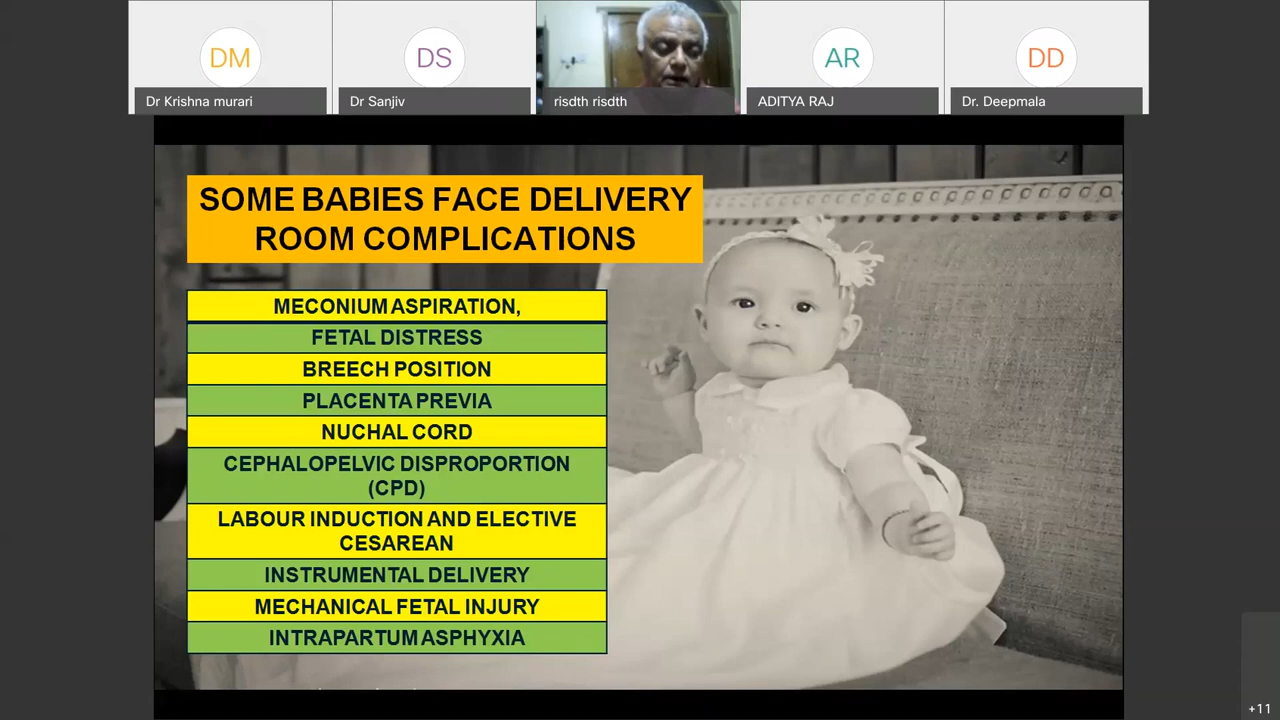 DM
DS
AR
DD
Dr Krishna murari
Dr Sanjiv
risdth risdth
ADITYA RAJ
Dr. Deepmala
SOME BABIES FACE DELIVERY
ROOM COMPLICATIONS
MECONIUM ASPIRATION,
FETAL DISTRESS
BREECH POSITION
PLACENTA PREVIA
NUCHAL CORD
CEPHALOPELVIC DISPROPORTION
(CPD)
LABOUR INDUCTION AND ELECTIVE
CESAREAN
INSTRUMENTAL DELIVERY
MECHANICAL FETAL INJURY
INTRAPARTUM ASPHYXIA
+11